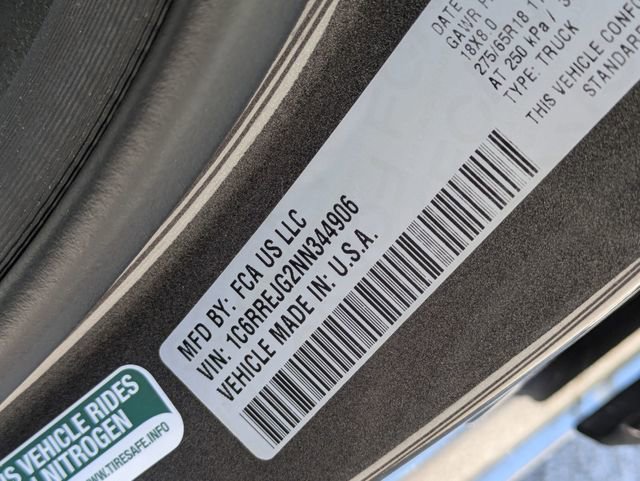 DATE
GAWR
18X8.0
275/65R18
AT 250 kPa /
TYPE: TRUCK
THIS VEHICLE
STANDARD
MFD BY: FCA US LLC
VIN: 1C6RREJG2NN344906
VEHICLE MADE IN: U.S.A.
VEHICLE RIDES
NITROGEN
WWW.TIRESAFE.INFO